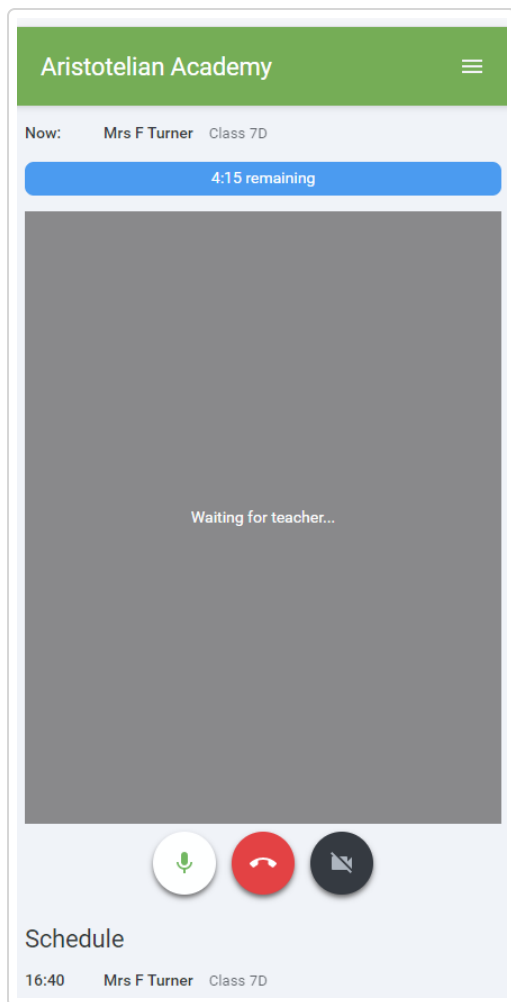 Aristotelian Academy
Now: Mrs F Turner Class 7D
4:15 remaining
Waiting for teacher...
Schedule
16:40 Mrs F Turner Class 7D